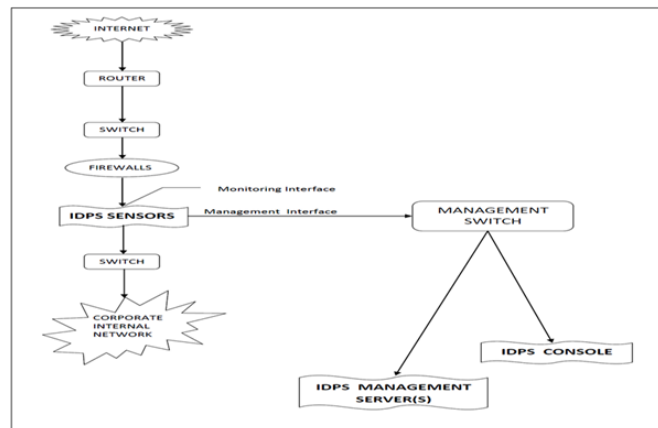 INTERNET
ROUTER
SWITCH
FIREWALLS
Monitoring Interface
IDPS SENSORS
Management Interface
MANAGEMENT
SWITCH
SWITCH
CORPORATE
INTERNAL
NETWORK
IDPS CONSOLE
IDPS MANAGEMENT
SERVER(S)